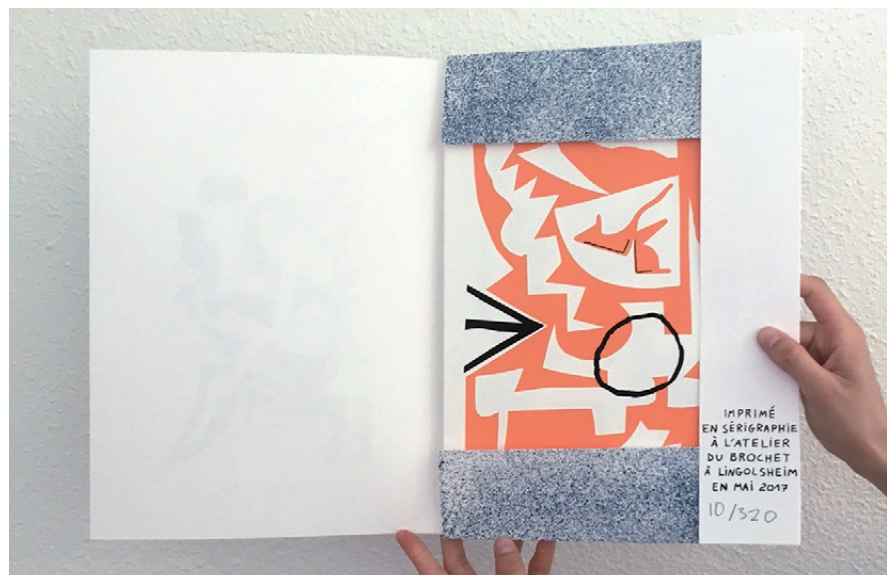 IMPRIMÉ
EN SÉRIGRAPHIE
À L'ATELIER
DU BROCHET
À LINGOLSHEIM
EN MAI 2017
10/320